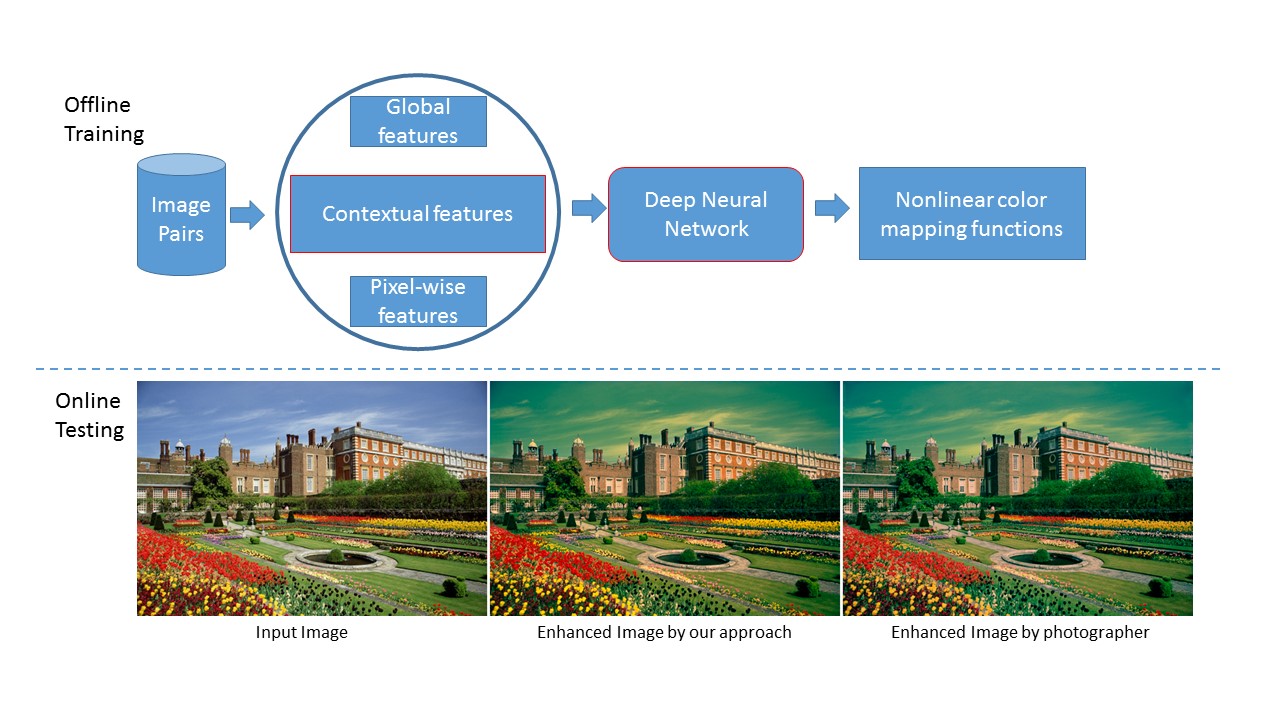 Offline
Training
Image
Pairs
Global
features
Contextual features
Pixel-wise
features
Deep Neural
Network
Nonlinear color
mapping functions
Online
Testing
Input Image
Enhanced Image by our approach
Enhanced Image by photographer